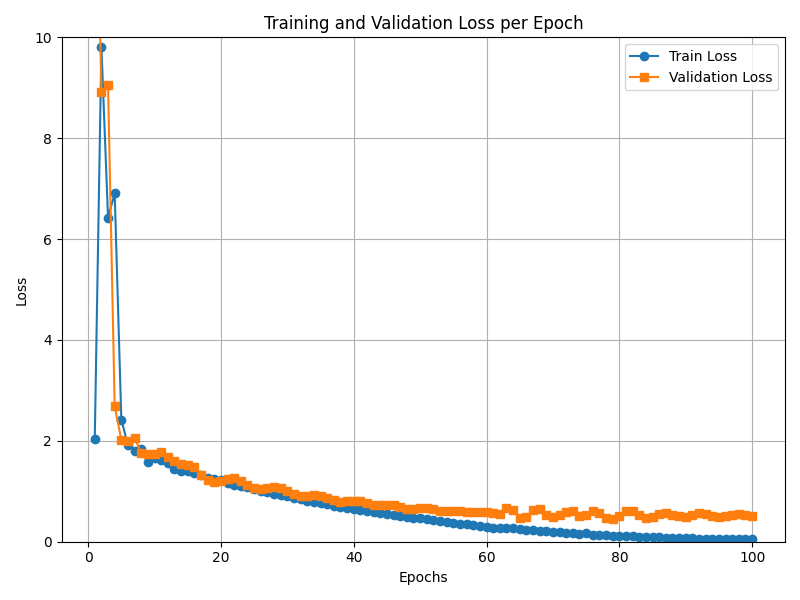 Training and Validation Loss per Epoch
Train Loss
Validation Loss
Loss
10
8
6
4
2
0
0 20 40 60 80 100
Epochs